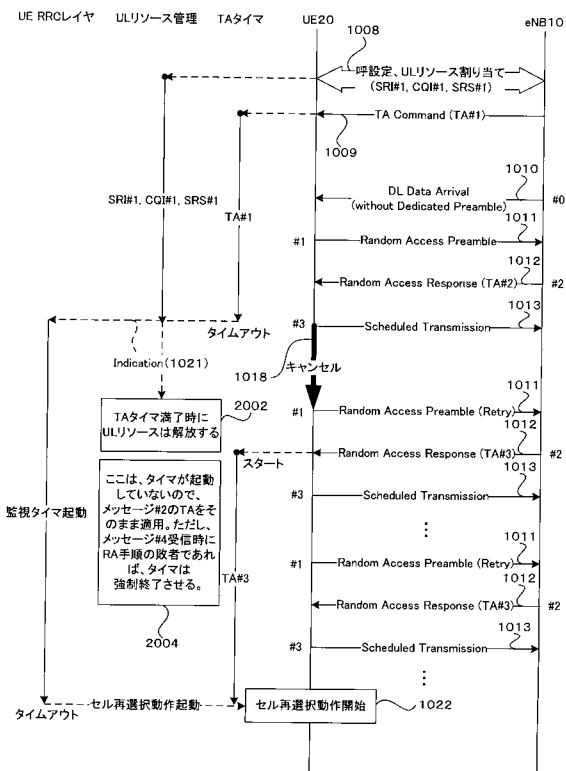 UE RRCレイヤ ULリソース管理 TAタイマ UE20 eNB10
1008
呼設定、ULリソース割り当て
(SRI#1, CQI#1, SRS#1)
TA Command (TA#1)
1009
1010
DL Data Arrival
(without Dedicated Preamble)
#0
SRI#1, CQI#1, SRS#1
TA#1
1011
#1
Random Access Preamble
1012
Random Access Response (TA#2)
#2
1013
タイムアウト
#3
Scheduled Transmission
Indication(1021)
1018
キャンセル
2002
TAタイマ満了時に
ULリソースは解放する
1011
#1
Random Access Preamble (Retry)
1012
スタート
Random Access Response (TA#3)
#2
1013
ここは、タイマが起動
していないので、
メッセージ#2のTAをそ
のまま適用。ただし、
メッセージ#4受信時に
RA手順の敗者であれ
ば、タイマは
強制終了させる。
2004
#3
Scheduled Transmission
監視タイマ起動
TA#3
1011
#1
Random Access Preamble (Retry)
1012
Random Access Response (TA#3)
#2
1013
#3
Scheduled Transmission
タイムアウト
セル再選択動作起動
セル再選択動作開始
1022